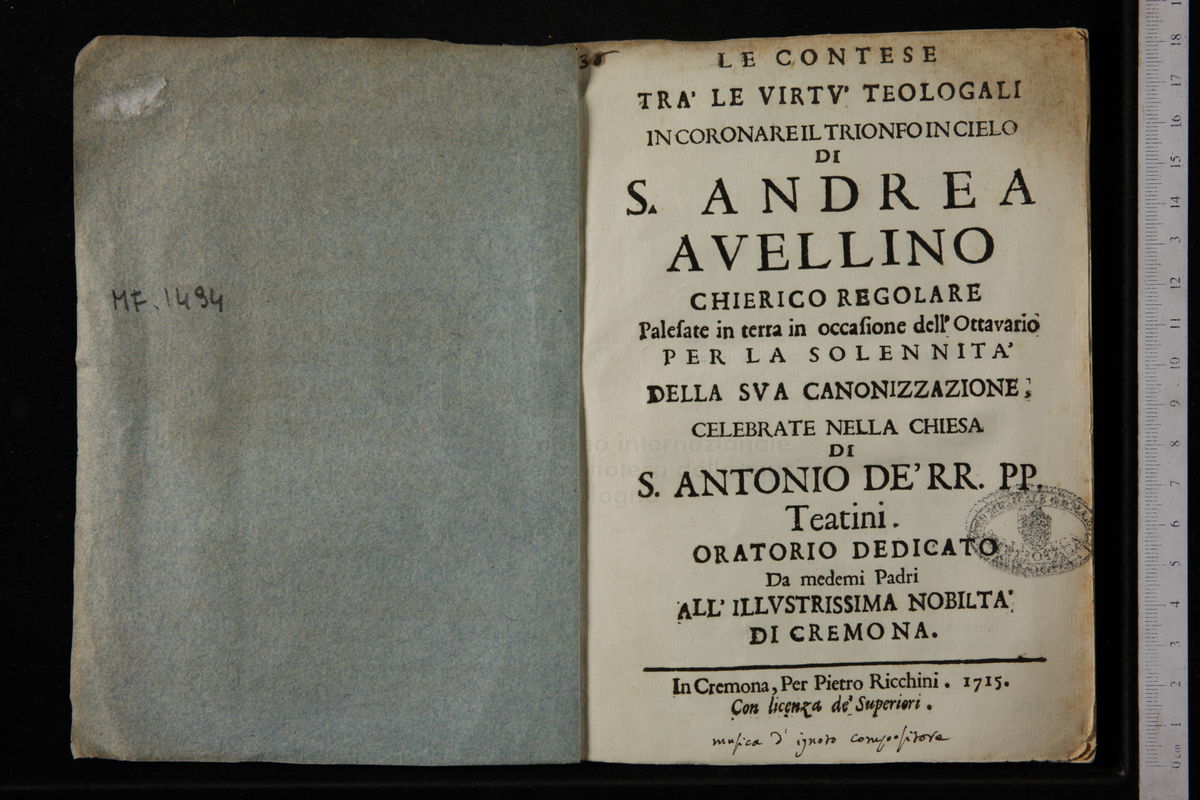 MF. 1494
LE CONTESE
TRA' LE VIRTV' TEOLOGALI
IN CORONARE IL TRIONFO IN CIELO
DI
S. ANDREA
AVELLINO
CHIERICO REGOLARE
Paleſate in terra in occaſione dell' Ottavario
PER LA SOLENNITA'
DELLA SVA CANONIZZAZIONE,
CELEBRATE NELLA CHIESA
DI
S. ANTONIO DE' RR. PP.
Teatini.
ORATORIO DEDICATO
Da medemi Padri
ALL' ILLVSTRISSIMA NOBILTA'
DI CREMONA.
In Cremona, Per Pietro Ricchini. 1715.
Con licenza de' Superiori.
muſica d' ignoto compoſitore